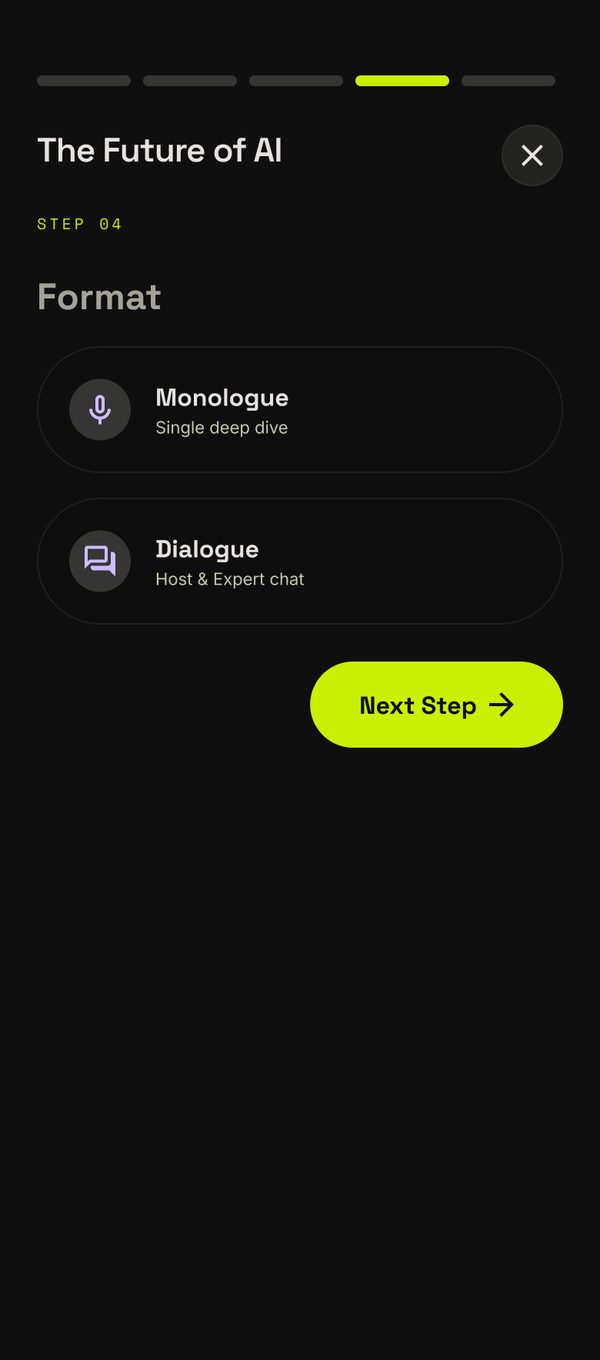 The Future of AI
STEP 04
Format
Monologue
Single deep dive
Dialogue
Host & Expert chat
Next Step →